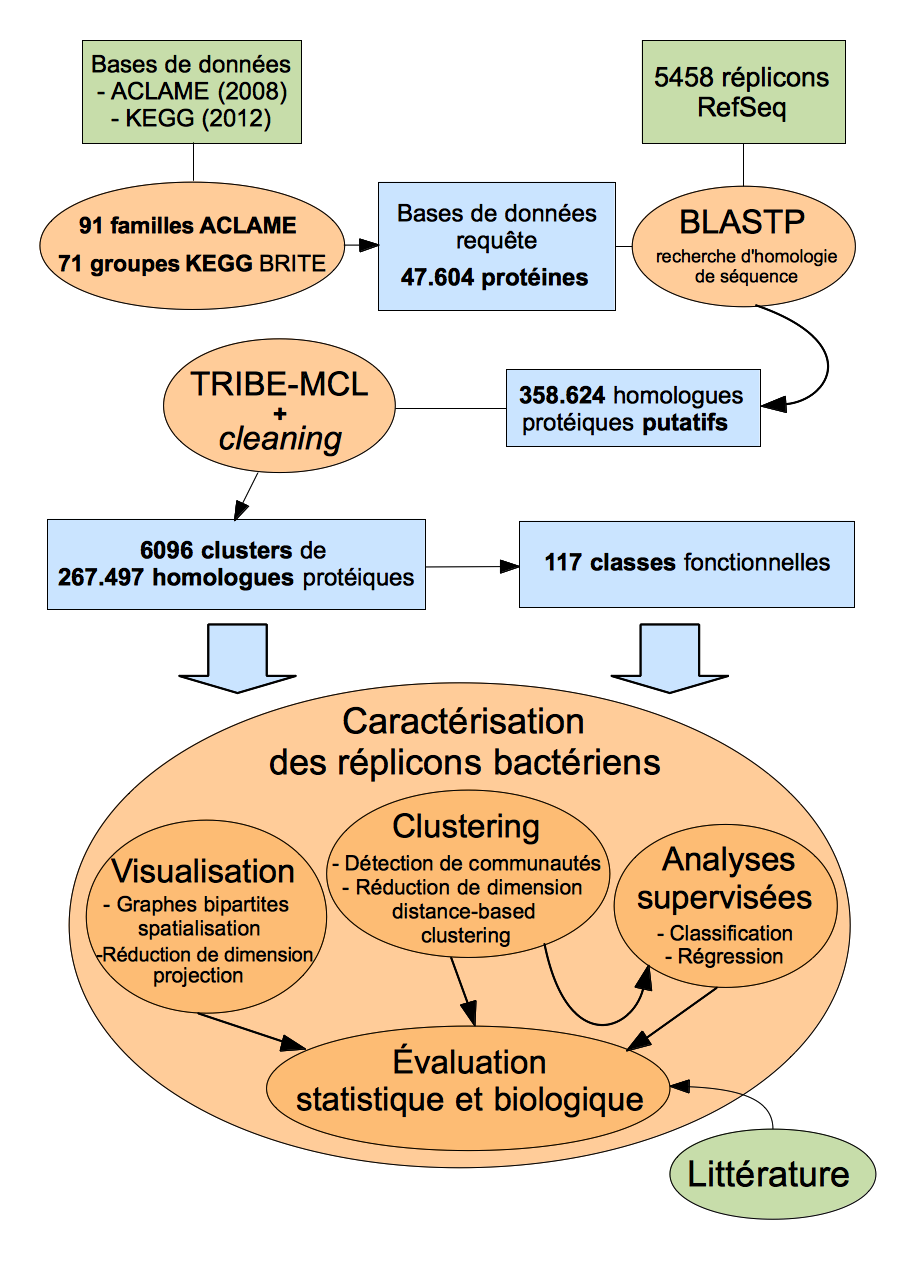 Bases de données
- ACLAME (2008)
- KEGG (2012)
5458 réplicons
RefSeq
91 familles ACLAME
71 groupes KEGG BRITE
Bases de données
requête
47.604 protéines
BLASTP
recherche d'homologie
de séquence
TRIBE-MCL
+
cleaning
358.624 homologues
protéiques putatifs
6096 clusters de
267.497 homologues protéiques
117 classes fonctionnelles
Caractérisation
des réplicons bactériens
Visualisation
- Graphes bipartites
spatialisation
-Réduction de dimension
projection
Clustering
- Détection de communautés
- Réduction de dimension
distance-based
clustering
Analyses
supervisées
- Classification
- Régression
Évaluation
statistique et biologique
Littérature